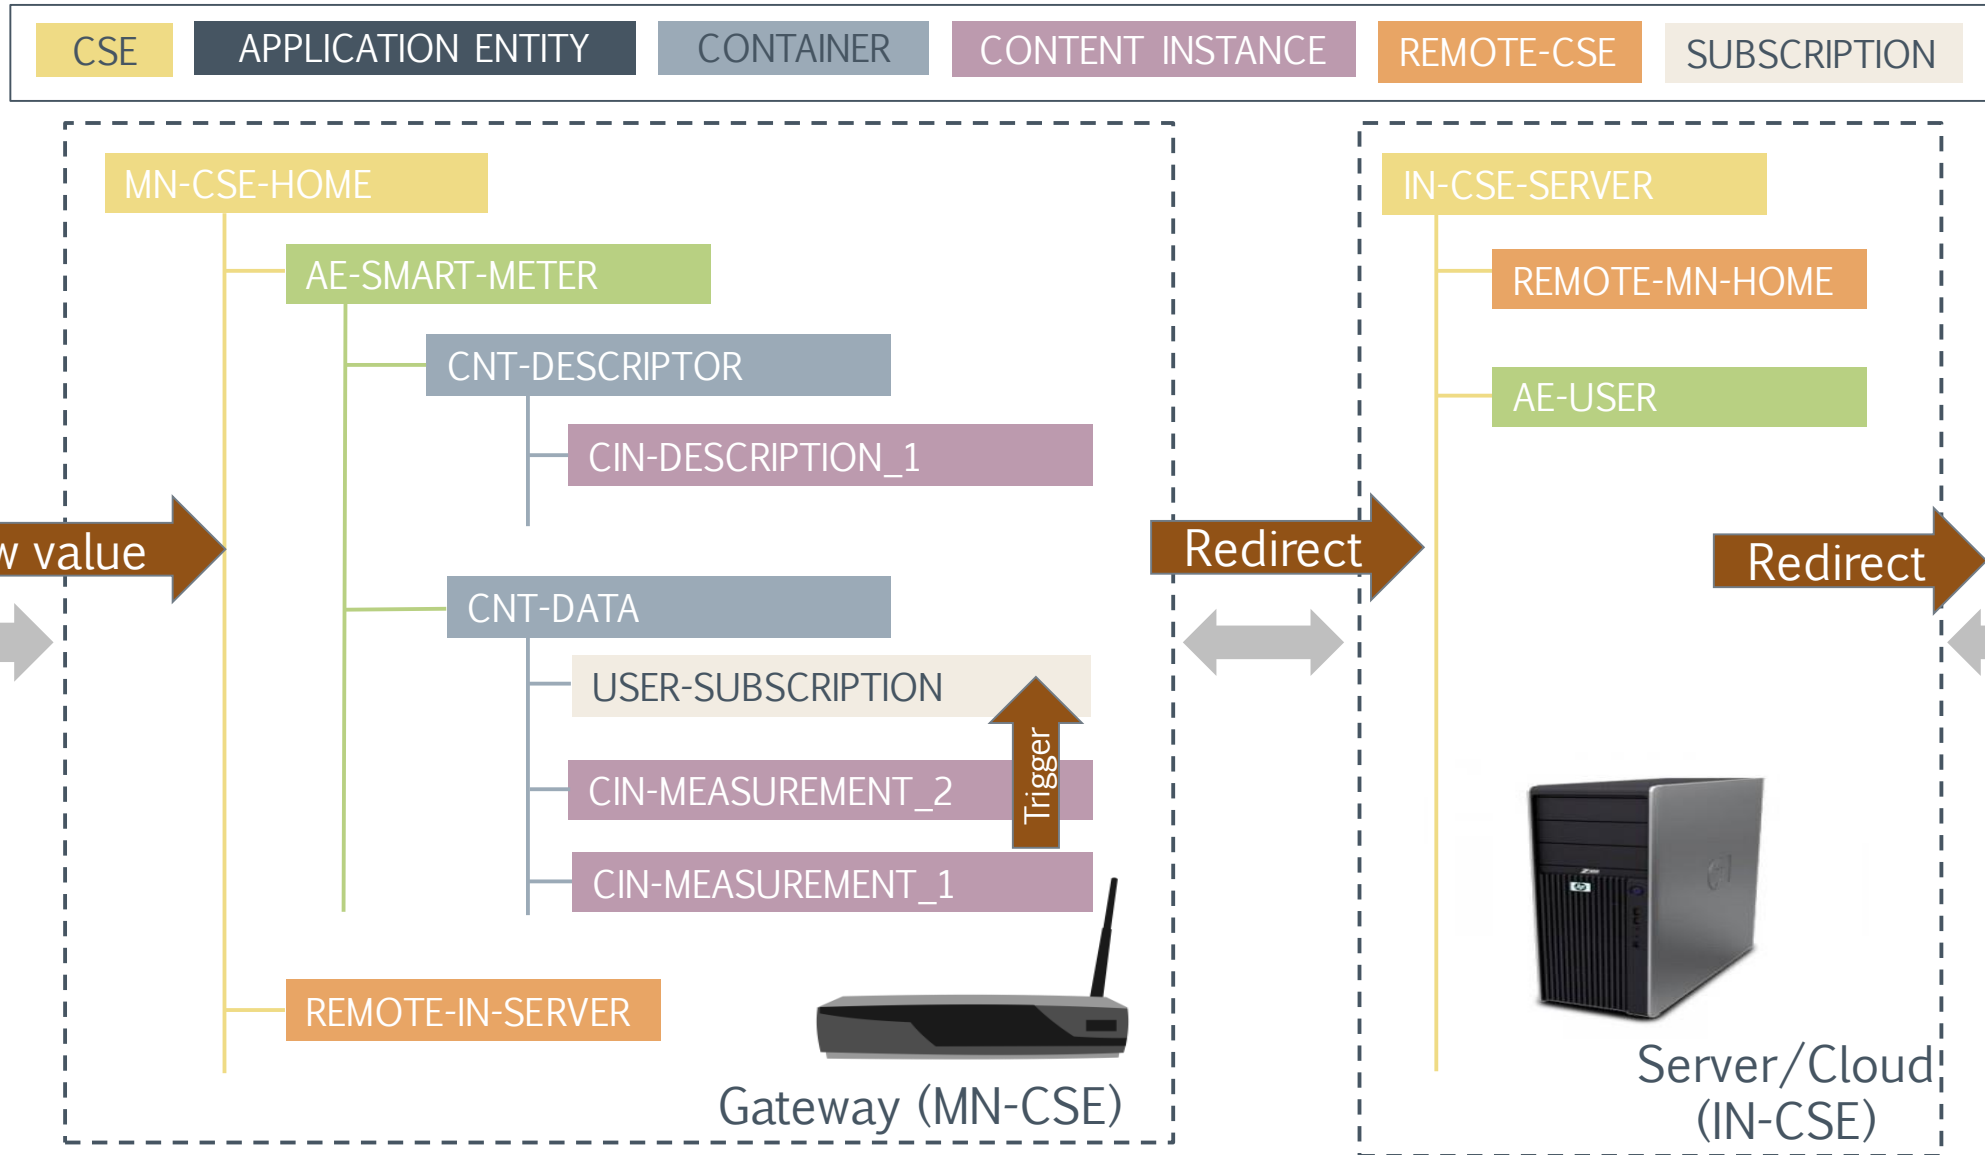 CSE
APPLICATION ENTITY
CONTAINER
CONTENT INSTANCE
REMOTE-CSE
SUBSCRIPTION
MN-CSE-HOME
AE-SMART-METER
CNT-DESCRIPTOR
CIN-DESCRIPTION_1
w value
CNT-DATA
USER-SUBSCRIPTION
Trigger
CIN-MEASUREMENT_2
CIN-MEASUREMENT_1
REMOTE-IN-SERVER
Gateway (MN-CSE)
Redirect
IN-CSE-SERVER
REMOTE-MN-HOME
AE-USER
Redirect
hp
Server/Cloud
(IN-CSE)